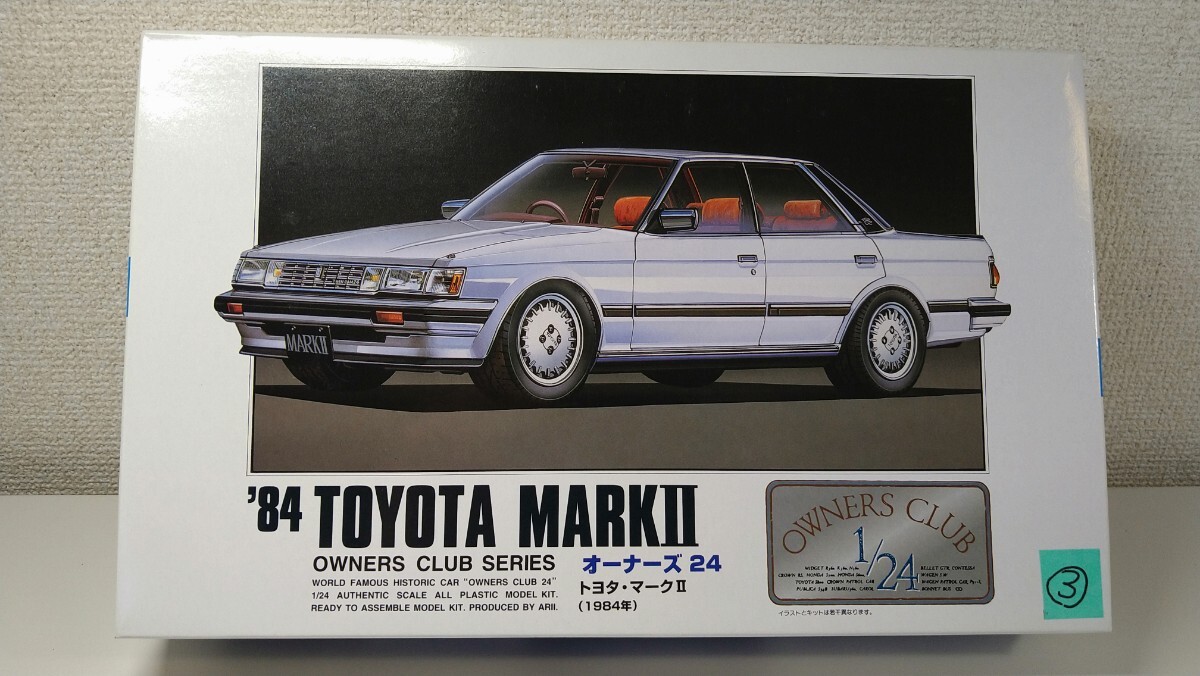 MARKII
'84 TOYOTA MARKII
OWNERS CLUB SERIES オーナーズ 24
WORLD FAMOUS HISTORIC CAR "OWNERS CLUB 24"
1/24 AUTHENTIC SCALE ALL PLASTIC MODEL KIT.
READY TO ASSEMBLE MODEL KIT. PRODUCED BY ARII.
トヨタ・マークⅡ
(1984年)
OWNERS CLUB
1/24
イラストとキットは若干異なります。
③